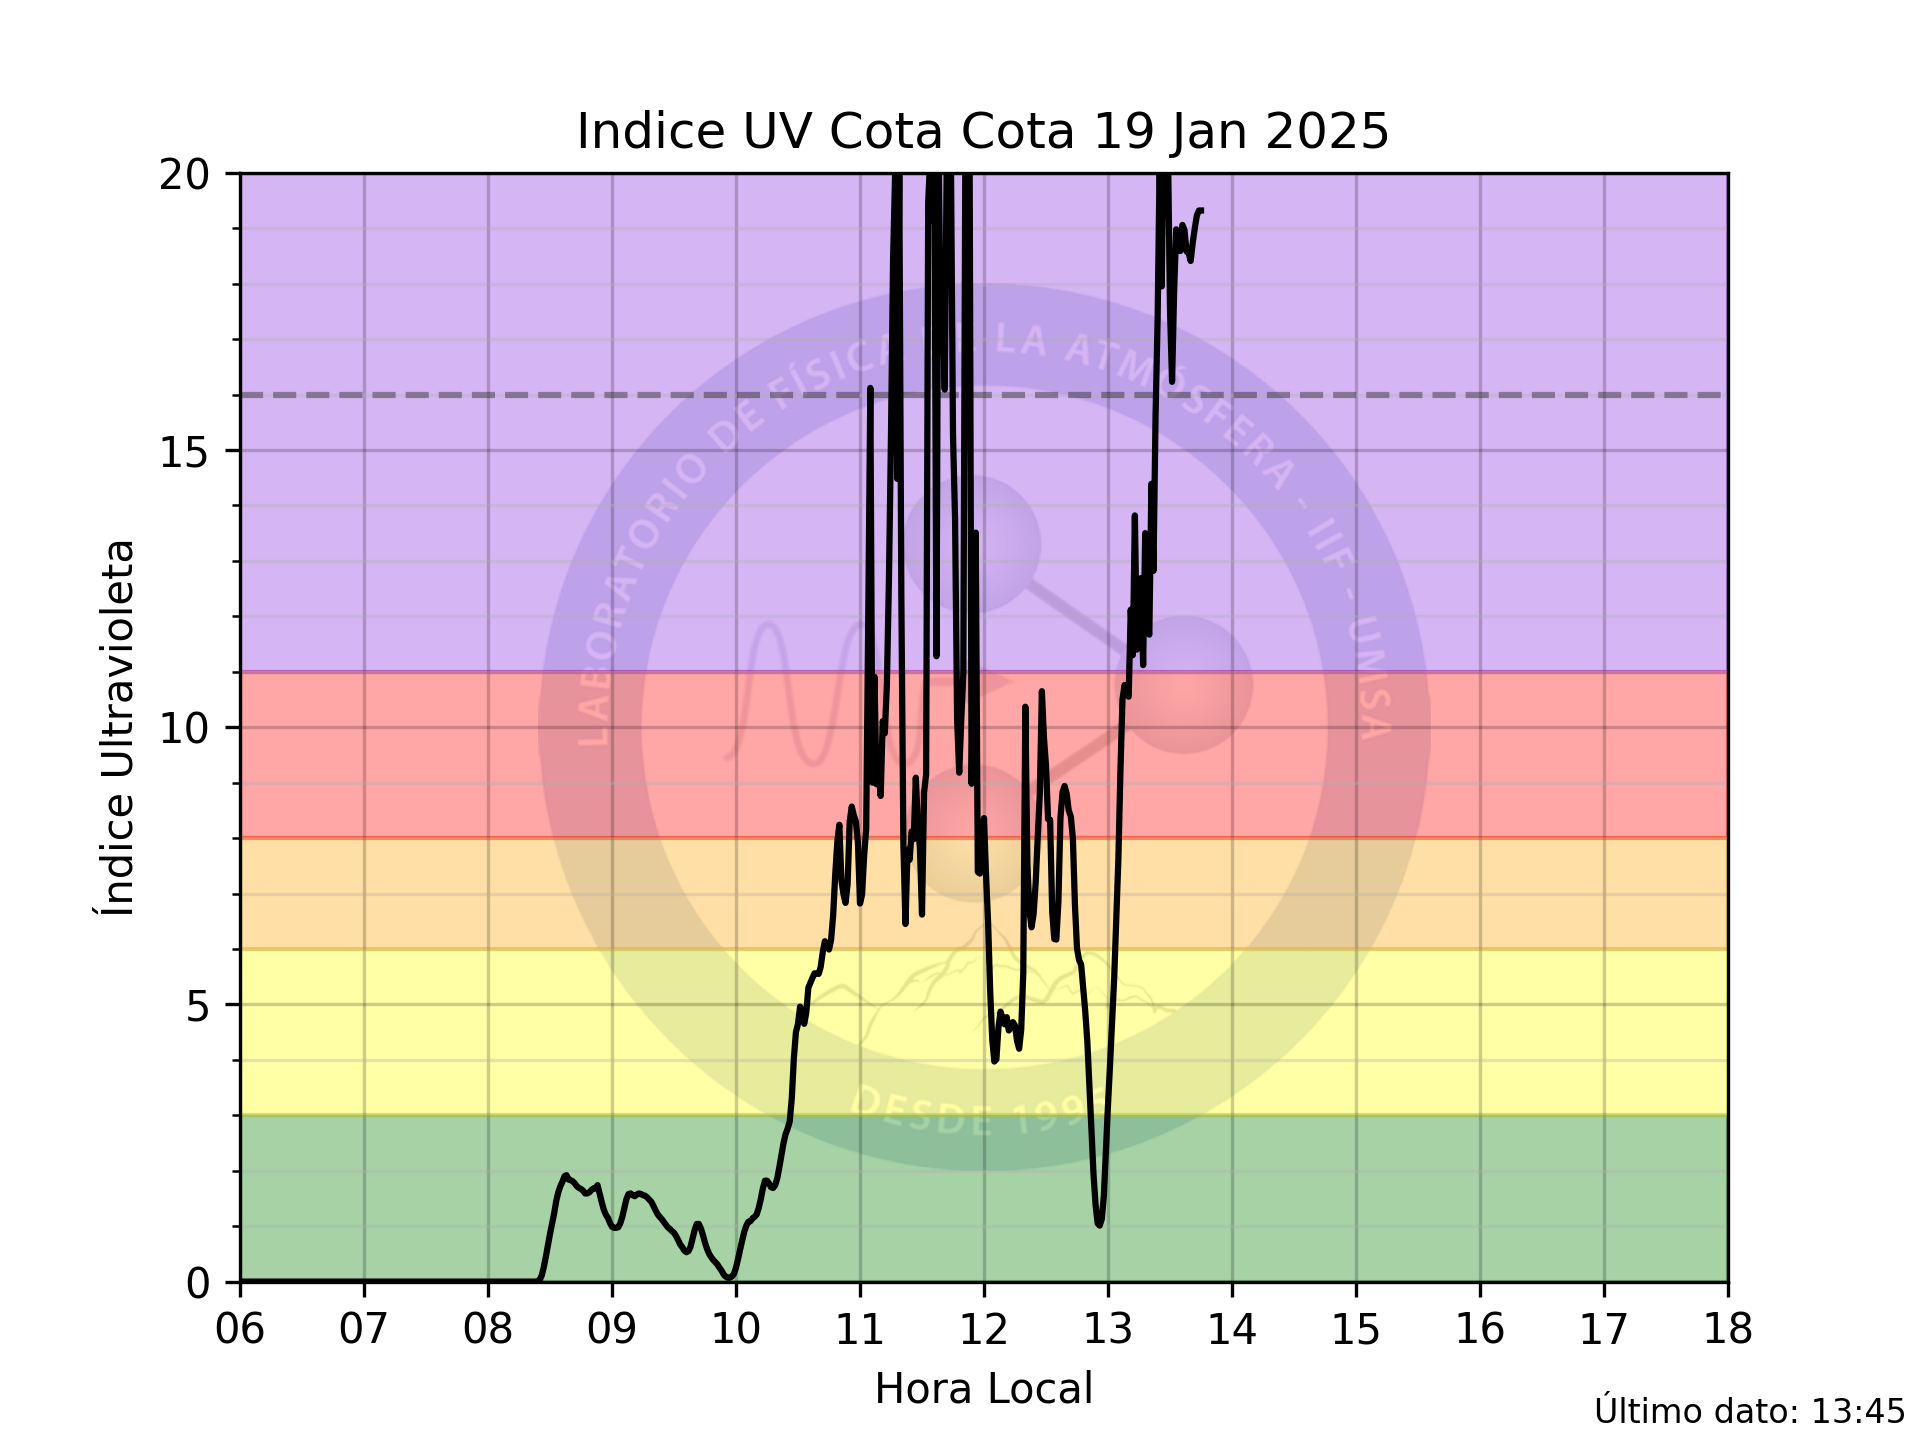 Indice UV Cota Cota 19 Jan 2025
20
15
10
5
0
Índice Ultravioleta
LABORATORIO DE FÍSICA LA ATMÓSFERA - IIF - UMSA
DESDE 199
06 07 08 09 10 11 12 13 14 15 16 17 18
Hora Local
Último dato: 13:45